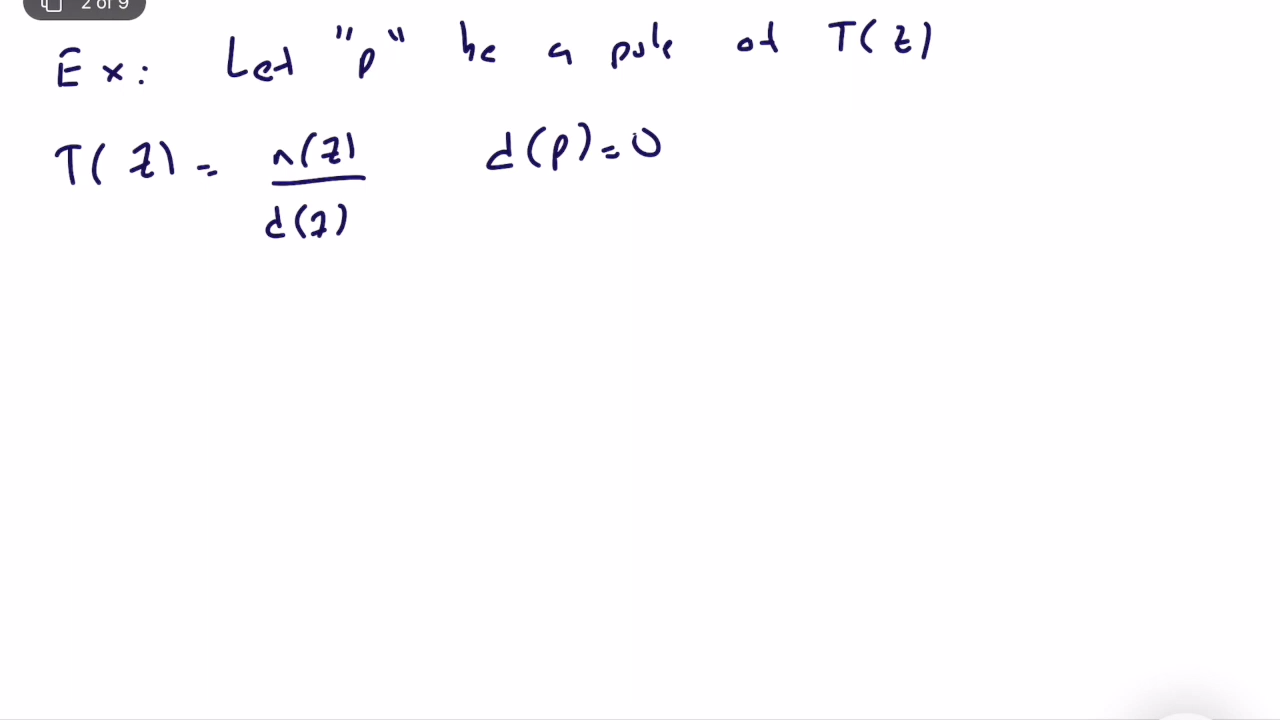 2 of 9
Ex: Let "p" be a pole of T(z)
T(z) = n(z)/d(z) d(p) = 0